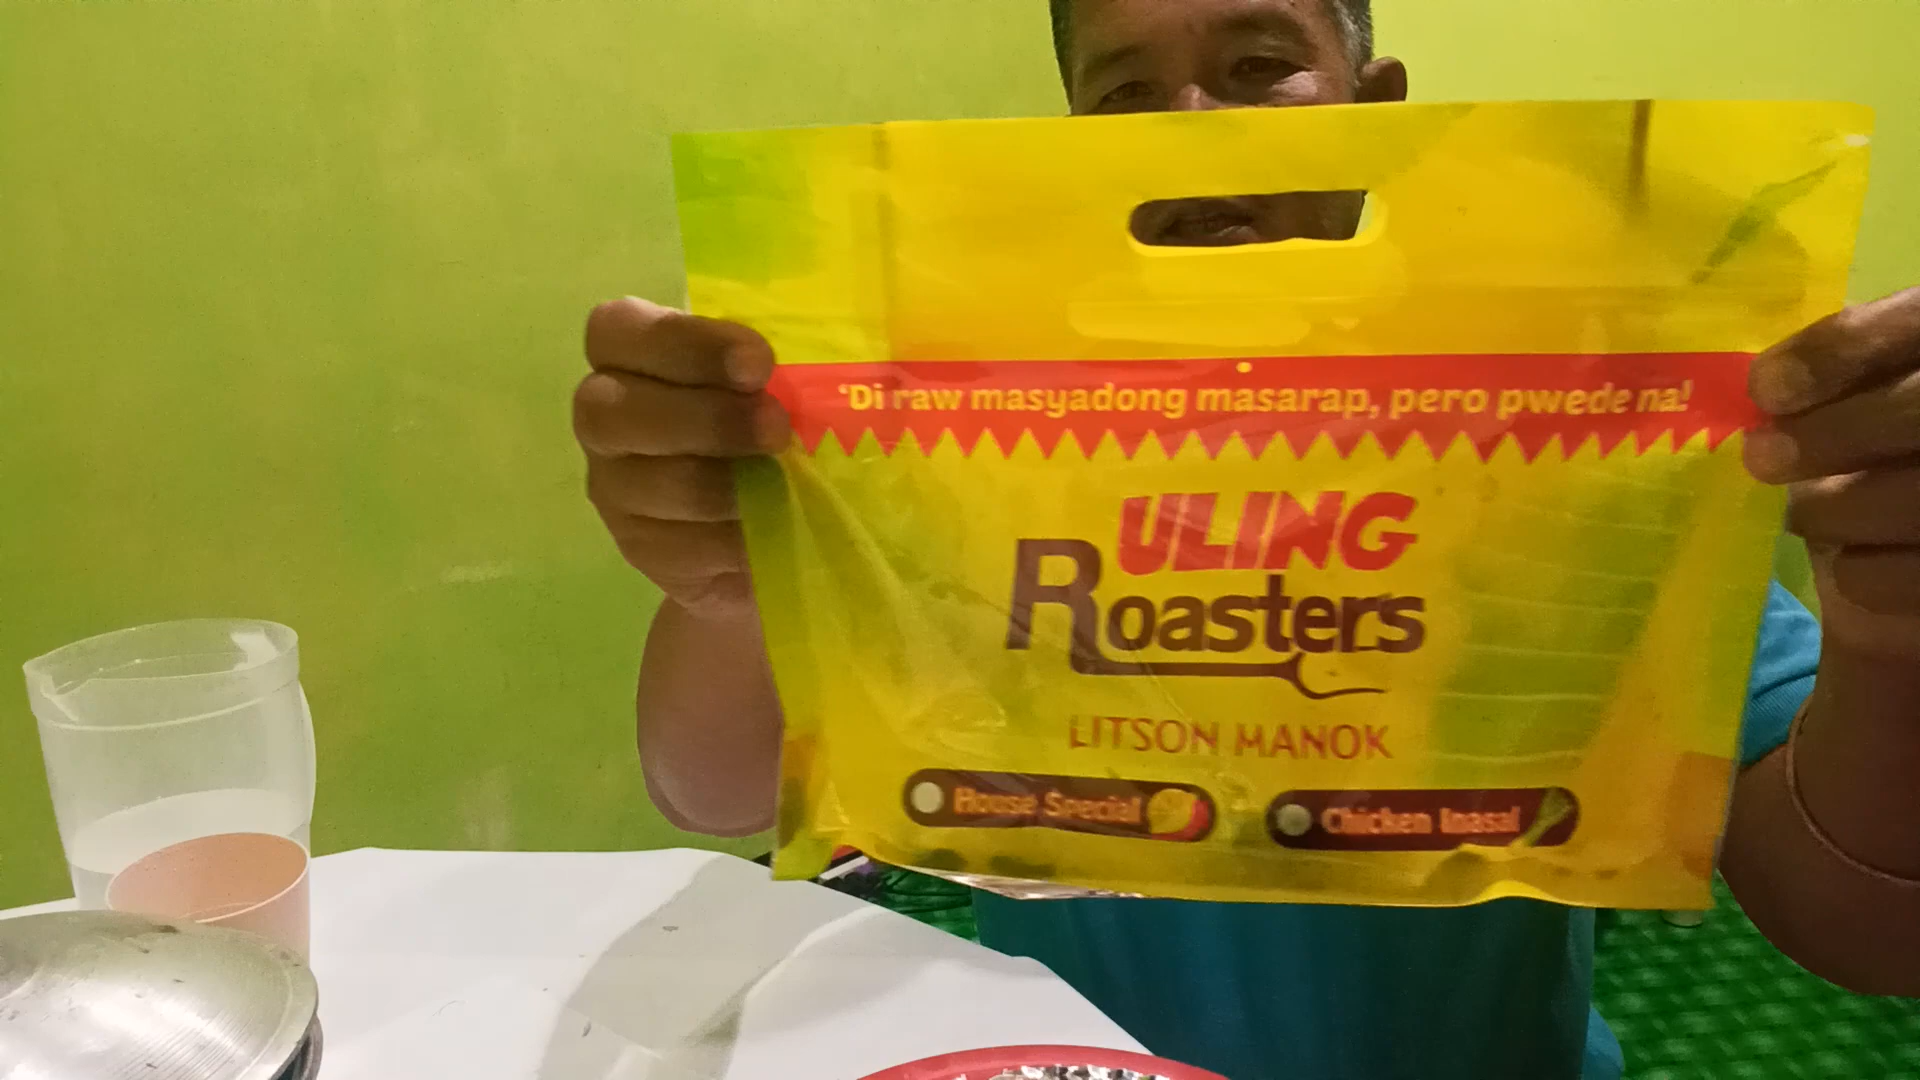 'Di raw masyadong masarap, pero pwede na!
ULING
Roasters
LITSON MANOK
House Special
Chicken Inasal